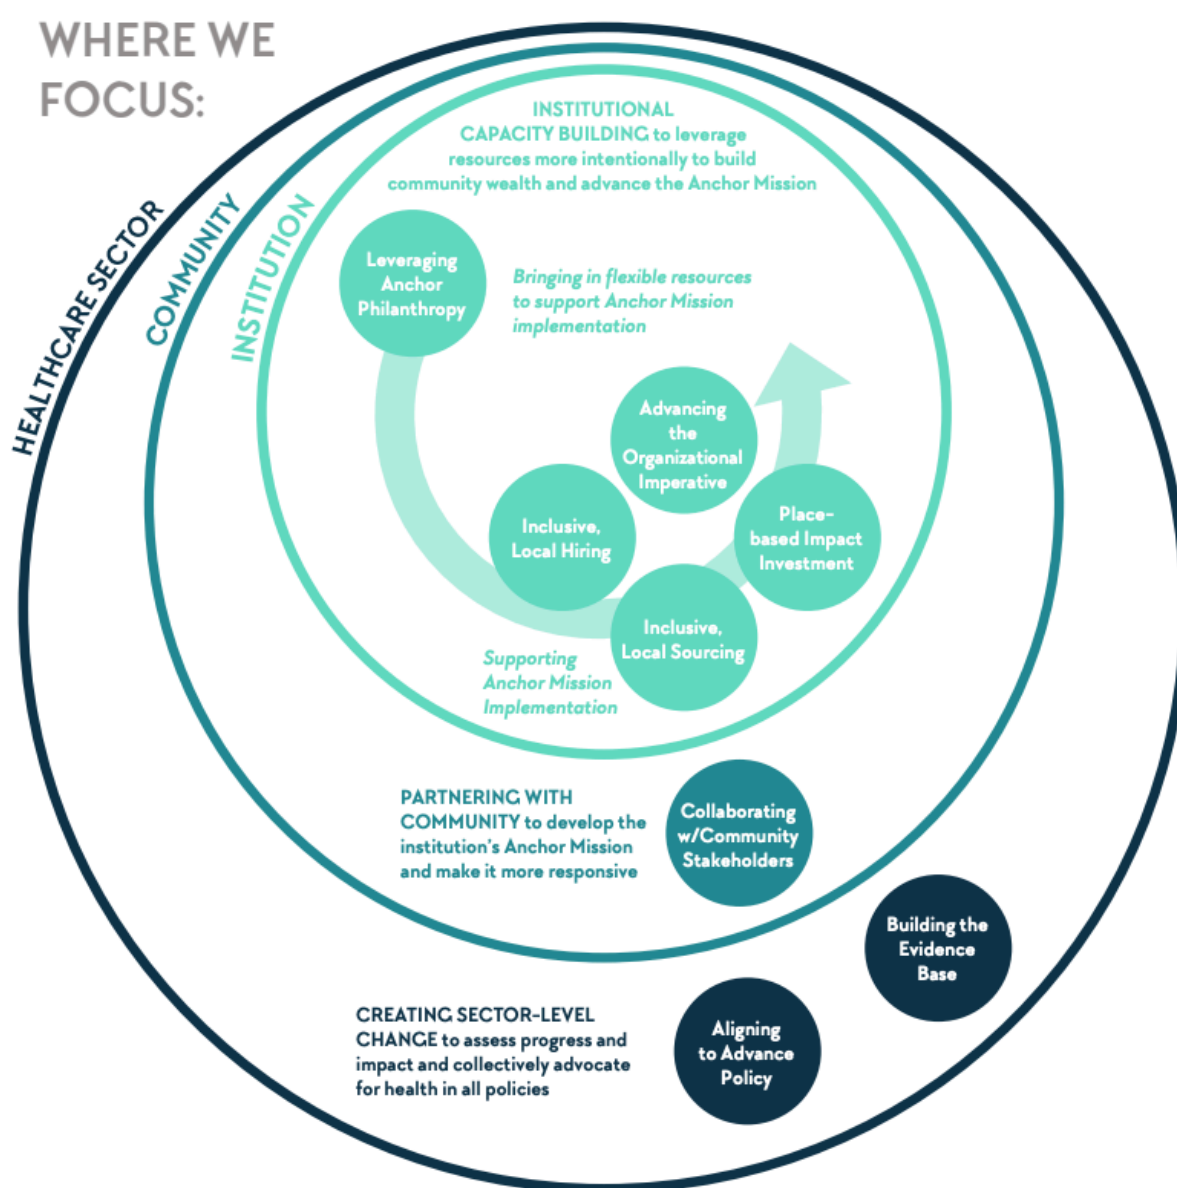 WHERE WE
FOCUS:
HEALTHCARE SECTOR
COMMUNITY
INSTITUTION
INSTITUTIONAL
CAPACITY BUILDING to leverage
resources more intentionally to build
community wealth and advance the Anchor Mission
Leveraging
Anchor
Philanthropy
Bringing in flexible resources
to support Anchor Mission
implementation
Advancing
the
Organizational
Imperative
Inclusive,
Local Hiring
Place-
based Impact
Investment
Inclusive,
Local Sourcing
Supporting
Anchor Mission
Implementation
PARTNERING WITH
COMMUNITY to develop the
institution's Anchor Mission
and make it more responsive
Collaborating
w/Community
Stakeholders
Building the
Evidence
Base
CREATING SECTOR-LEVEL
CHANGE to assess progress and
impact and collectively advocate
for health in all policies
Aligning
to Advance
Policy